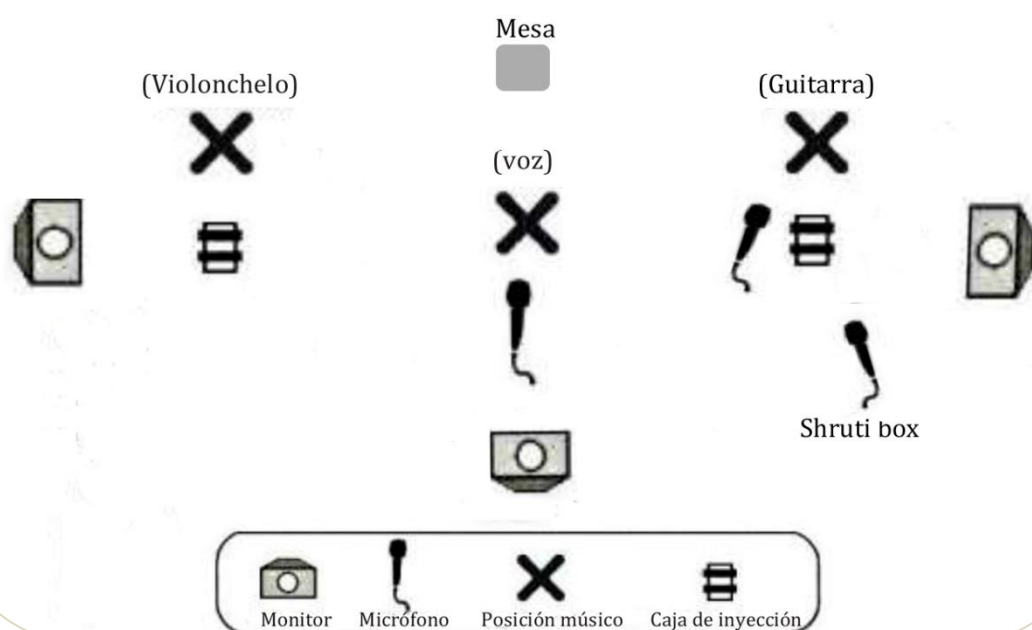 Mesa
(Violonchelo)
(Guitarra)
(voz)
Shruti box
Monitor
Micrófono
Posición músico
Caja de inyección